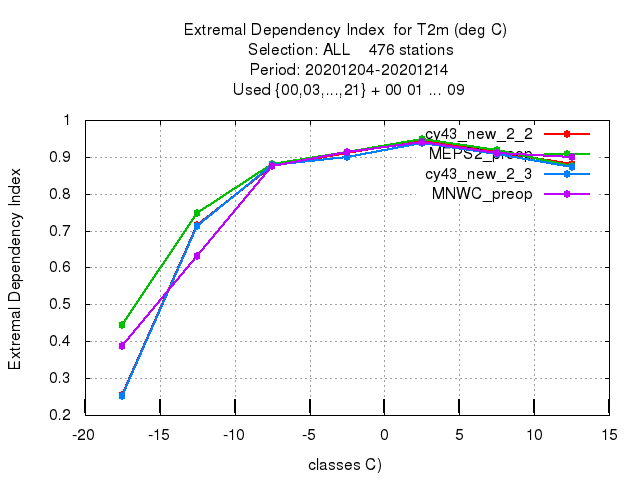 Extremal Dependency Index  for T2m (deg C)
Selection: ALL    476 stations
Period: 20201204-20201214
Used {00,03,...,21} + 00 01 ... 09
Extremal Dependency Index
1
0.9
0.8
0.7
0.6
0.5
0.4
0.3
0.2
cy43_new_2_2
MEPS2_preop
cy43_new_2_3
MNWC_preop
-20 -15 -10 -5 0 5 10 15
classes C)